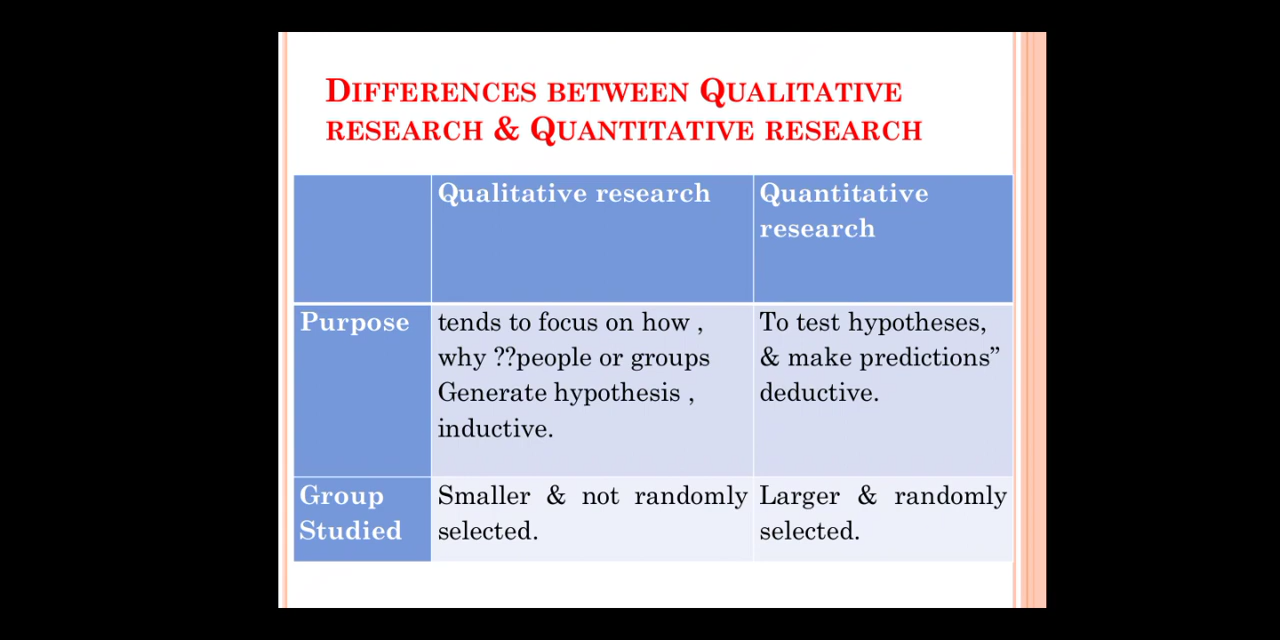 DIFFERENCES BETWEEN QUALITATIVE
RESEARCH & QUANTITATIVE RESEARCH
Qualitative research
Quantitative
research
Purpose
tends to focus on how ,
why ??people or groups
Generate hypothesis ,
inductive.
To test hypotheses,
& make predictions”
deductive.
Group
Studied
Smaller & not randomly
selected.
Larger & randomly
selected.